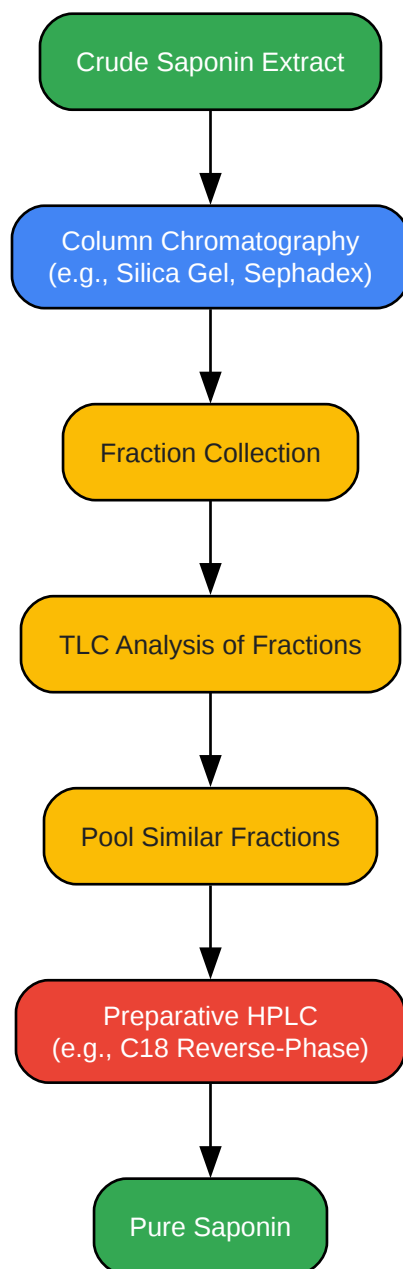 Crude Saponin Extract
Column Chromatography
(e.g., Silica Gel, Sephadex)
Fraction Collection
TLC Analysis of Fractions
Pool Similar Fractions
Preparative HPLC
(e.g., C18 Reverse-Phase)
Pure Saponin